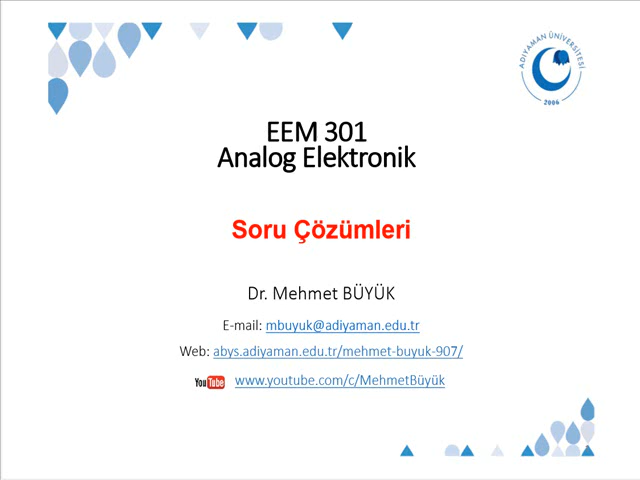 ADIYAMAN ÜNİVERSİTESİ
2006
EEM 301
Analog Elektronik
Soru Çözümleri
Dr. Mehmet BÜYÜK
E-mail: mbuyuk@adiyaman.edu.tr
Web: abys.adiyaman.edu.tr/mehmet-buyuk-907/
YouTube www.youtube.com/c/MehmetBüyük